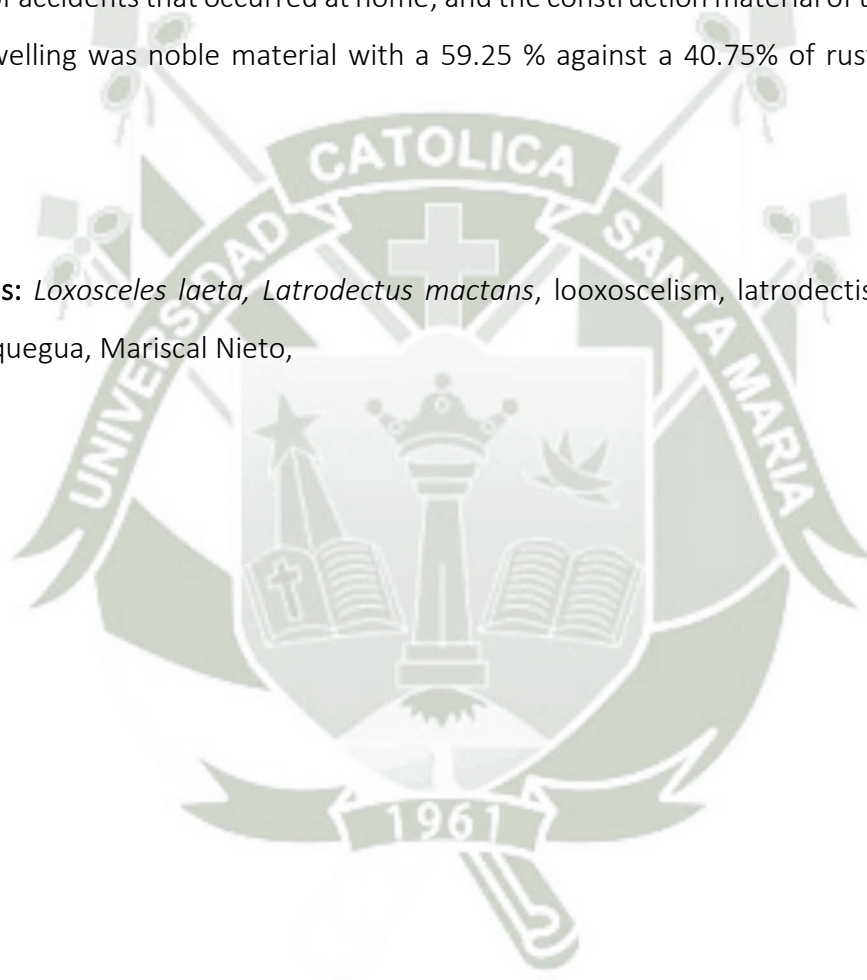 accidents that occurred at home, and the construction material of
welling was noble material with a 59.25 % against a 40.75% of rus
CATOLICA
UNIVERSIDAD
SANTA MARIA
s: Loxosceles laeta, Latrodectus mactans, looxoscelism, latrodectis
quegua, Mariscal Nieto,
1961